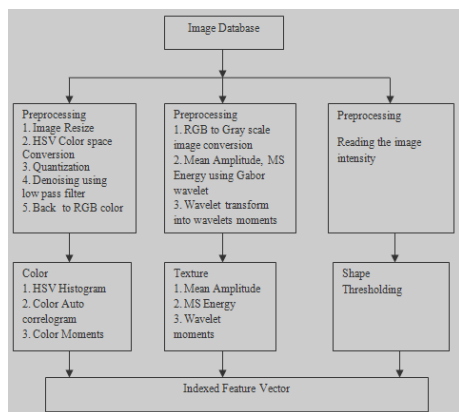 Image Database
Preprocessing
1. Image Resize
2. HSV Color space
Conversion
3. Quantization
4. Denoising using
low pass filter
5. Back to RGB color
Preprocessing
1. RGB to Gray scale
image conversion
2. Mean Amplitude, MS
Energy using Gabor
wavelet
3. Wavelet transform
into wavelets moments
Preprocessing
Reading the image
intensity
Color
1. HSV Histogram
2. Color Auto
correlogram
3. Color Moments
Texture
1. Mean Amplitude
2. MS Energy
3. Wavelet
moments
Shape
Thresholding
Indexed Feature Vector